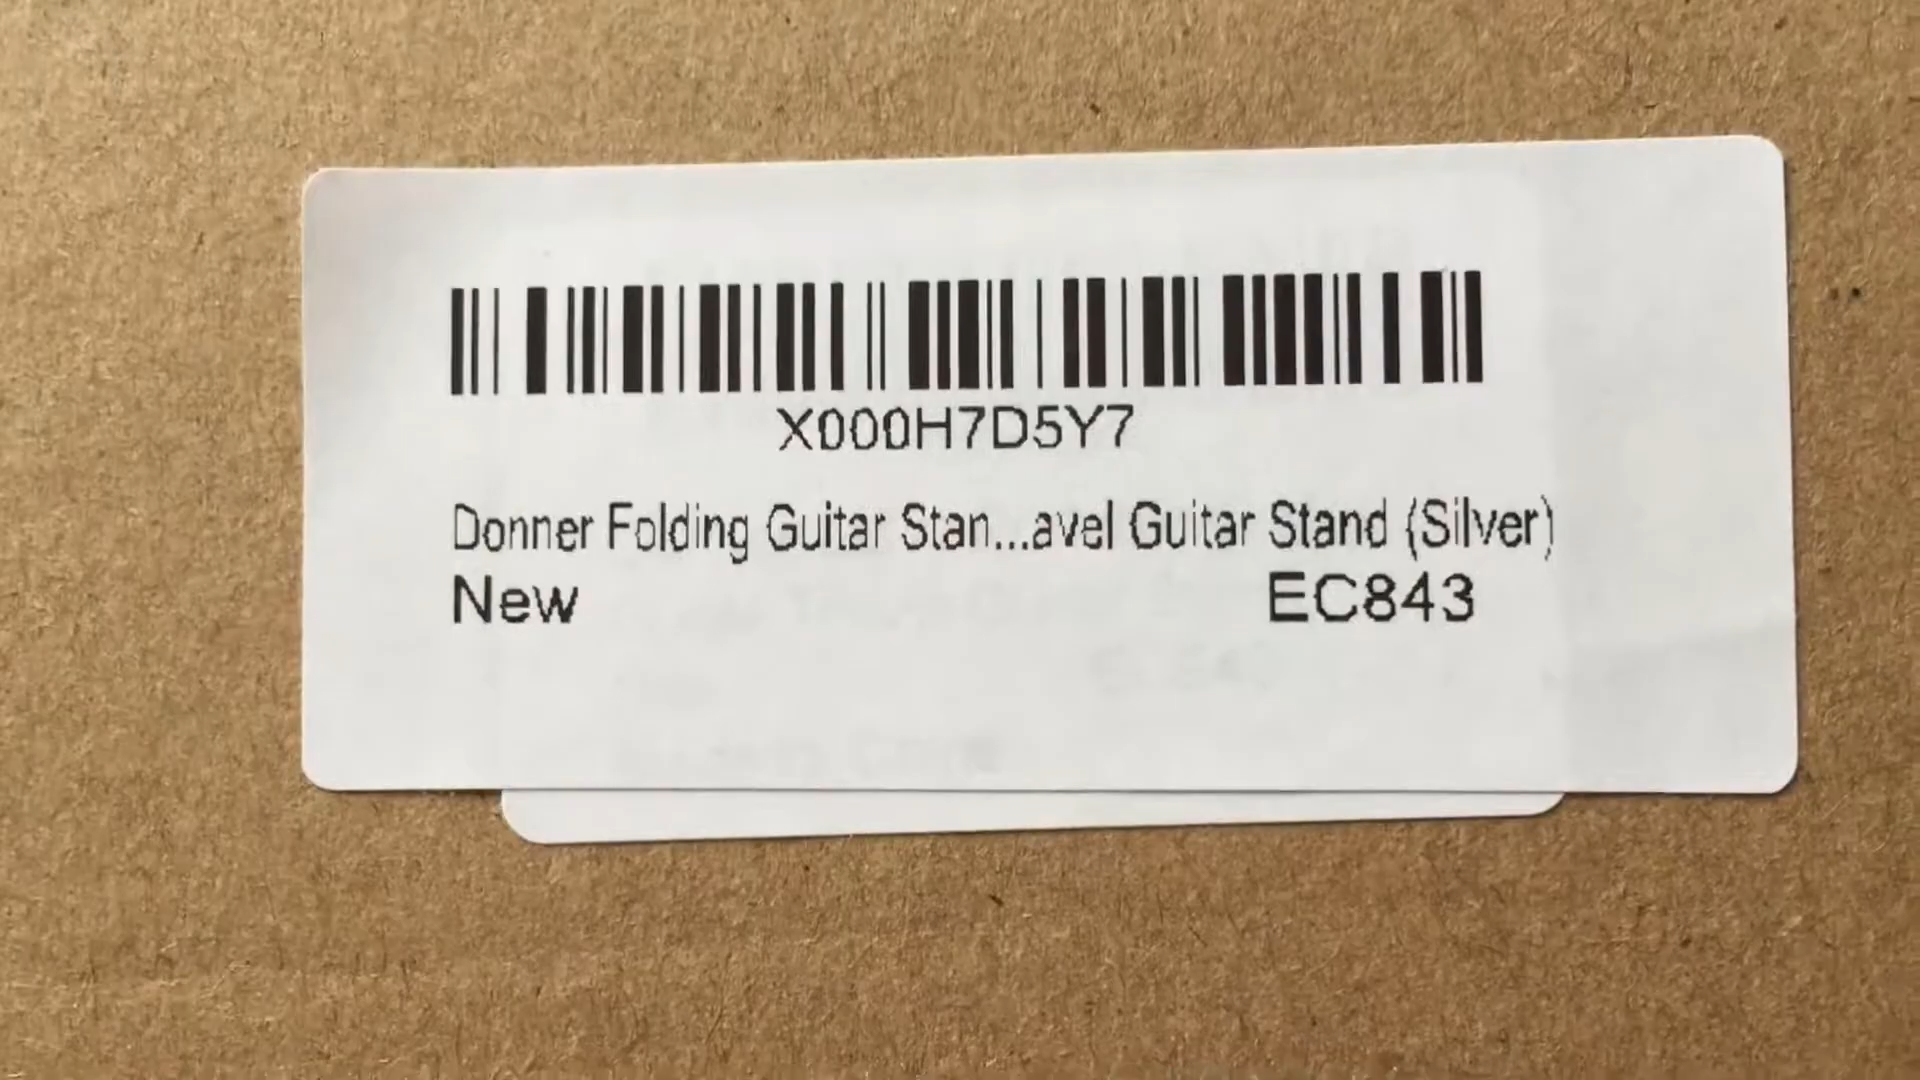 X000H7D5Y7
Donner Folding Guitar Stan...avel Guitar Stand (Silver)
New EC843